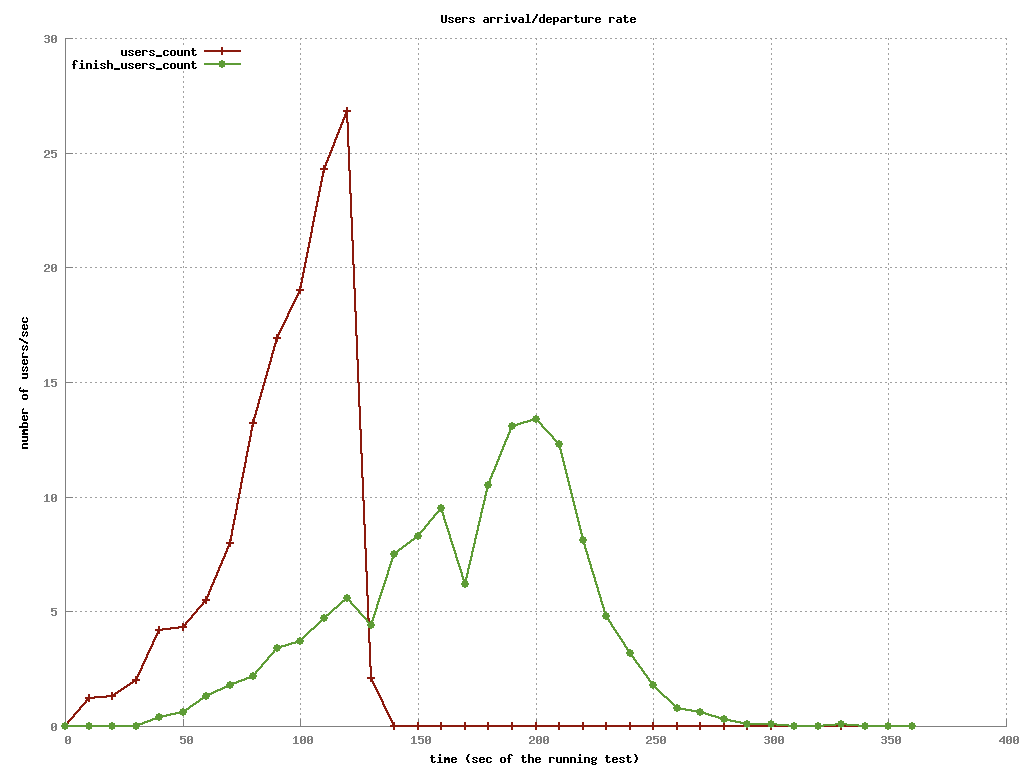 Users arrival/departure rate
users_count
finish_users_count
30
25
20
15
10
5
0
number of users/sec
0 50 100 150 200 250 300 350 400
time (sec of the running test)